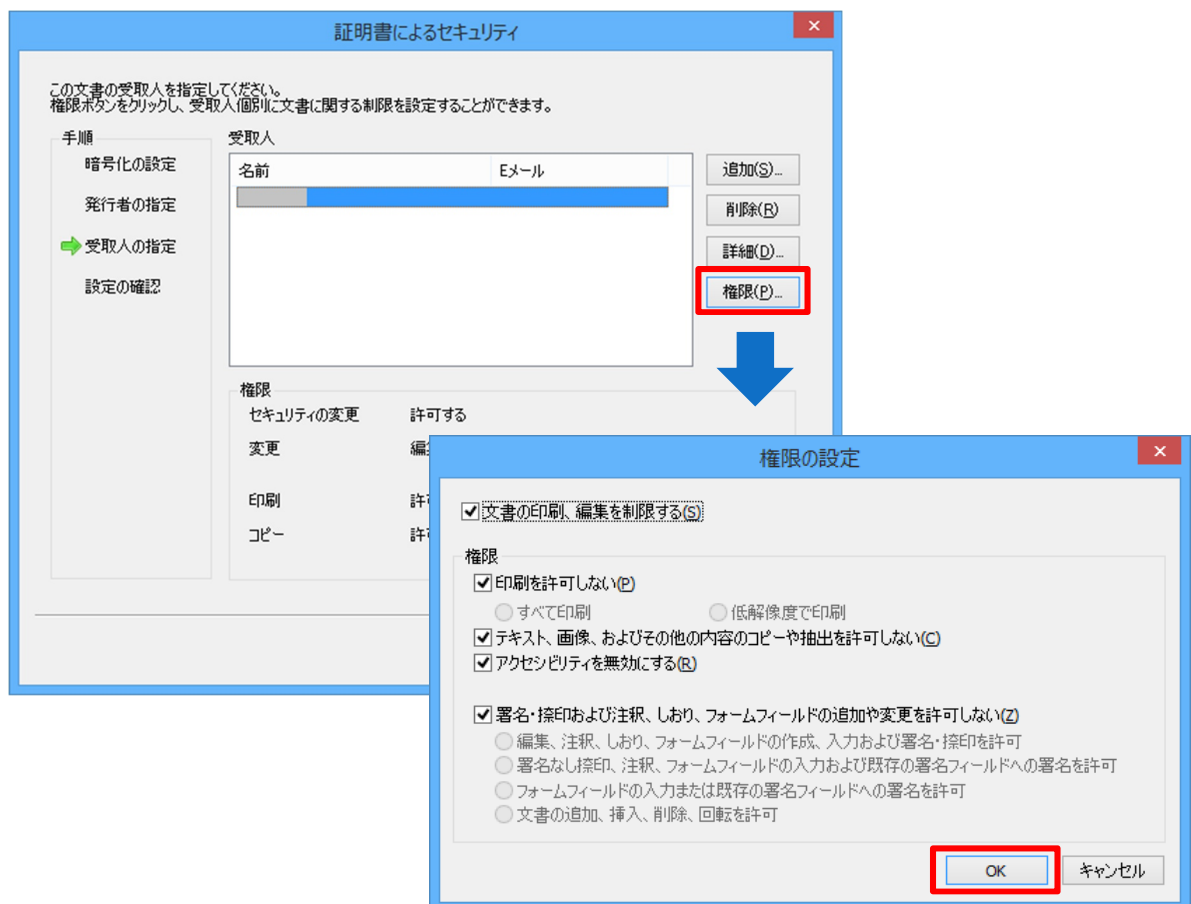 証明書によるセキュリティ
この文書の受取人を指定してください。
権限ボタンをクリックし、受取人個別に文書に関する制限を設定することができます。
手順
暗号化の設定
発行者の指定
受取人の指定
設定の確認
受取人
名前 Eメール
追加(S)...
削除(R)
詳細(D)...
権限(P)...
権限
セキュリティの変更 許可する
変更 編
印刷 許
コピー 許
権限の設定
文書の印刷、編集を制限する(S)
権限
印刷を許可しない(P)
すべて印刷 低解像度で印刷
テキスト、画像、およびその他の内容のコピーや抽出を許可しない(C)
アクセシビリティを無効にする(R)
署名・捺印および注釈、しおり、フォームフィールドの追加や変更を許可しない(Z)
編集、注釈、しおり、フォームフィールドの作成、入力および署名・捺印を許可
署名なし捺印、注釈、フォームフィールドの入力および既存の署名フィールドへの署名を許可
フォームフィールドの入力または既存の署名フィールドへの署名を許可
文書の追加、挿入、削除、回転を許可
OK キャンセル